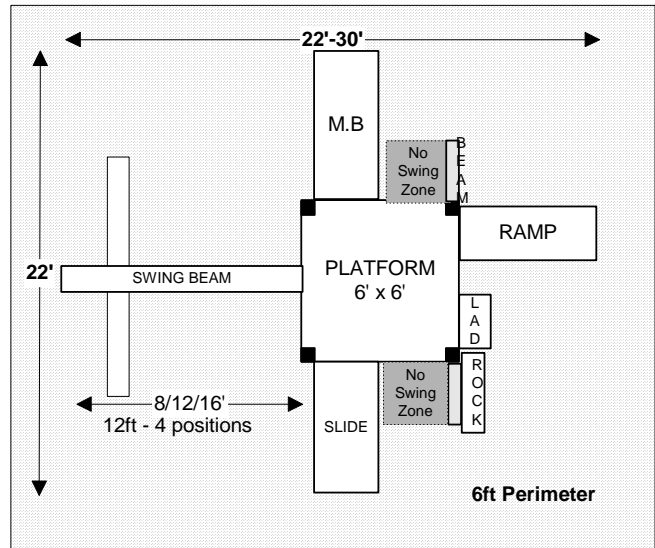 22'-30'
M.B
No
Swing
Zone
B
E
A
M
RAMP
22'
SWING BEAM
PLATFORM
6' x 6'
L
A
D
8/12/16'
12ft - 4 positions
SLIDE
No
Swing
Zone
R
O
C
K
6ft Perimeter